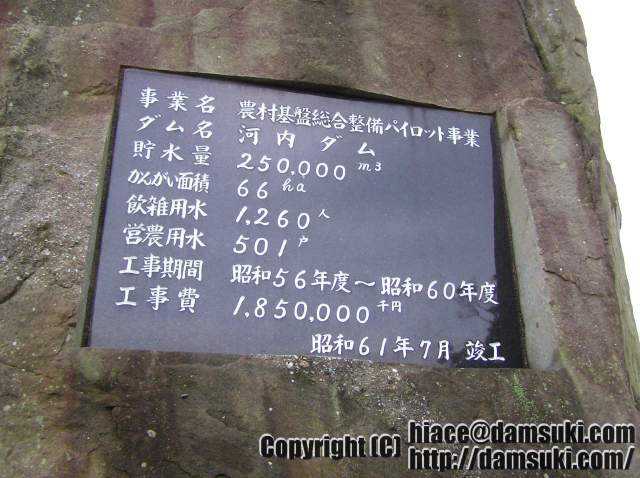 事業名 農村基盤総合整備パイロット事業
ダム名 河内ダム
貯水量 250,000 m³
かんがい面積 66 ha
飲雑用水 1,260 人
営農用水 501 戸
工事期間 昭和56年度～昭和60年度
工事費 1,850,000 千円
昭和61年7月 竣工
Copyright (C) hiace@damsuki.com
http://damsuki.com/